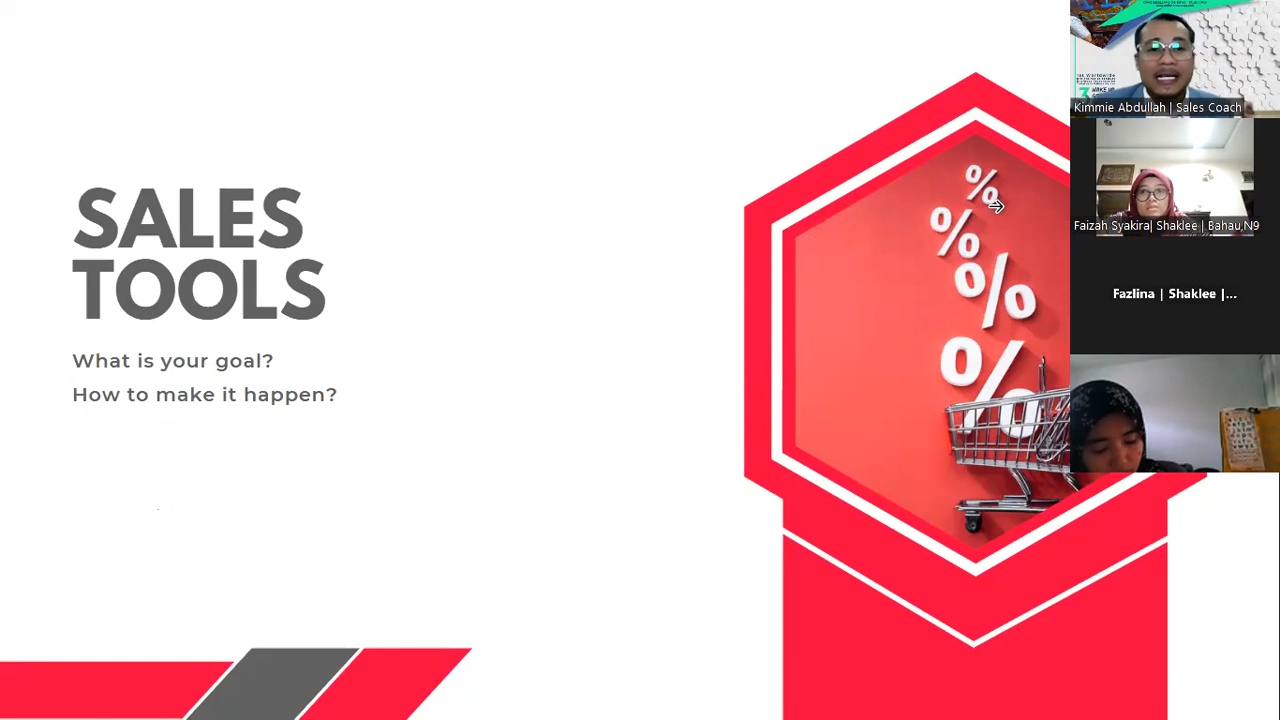 SALES
TOOLS
What is your goal?
How to make it happen?
%
%
%
%
Kimmie Abdullah | Sales Coach
Faizah Syakira| Shaklee | Bahau,N9
Fazlina | Shaklee |...